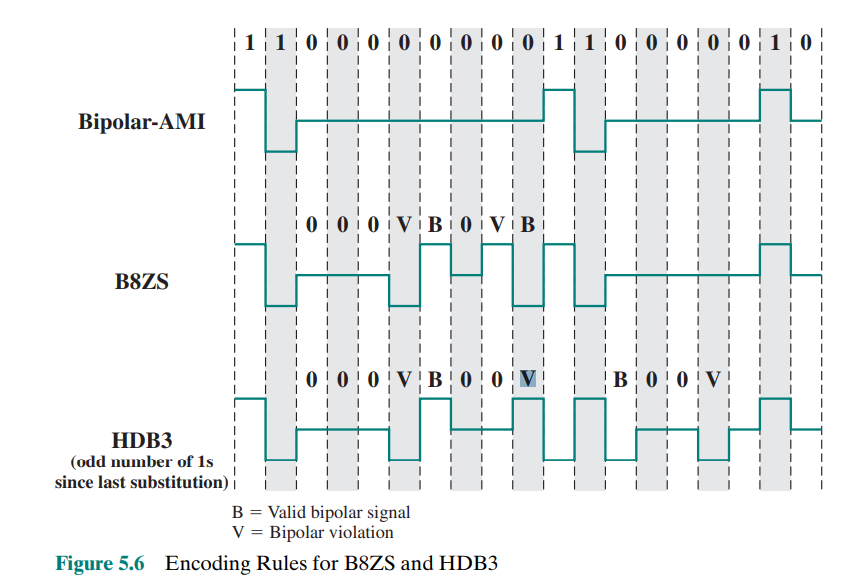 1 1 0 0 0 0 0 0 0 0 1 1 0 0 0 0 0 1 0
Bipolar-AMI
0 0 0 V B 0 V B
B8ZS
0 0 0 V B 0 0 V B 0 0 V
HDB3
(odd number of 1s
since last substitution)
B = Valid bipolar signal
V = Bipolar violation
Figure 5.6 Encoding Rules for B8ZS and HDB3